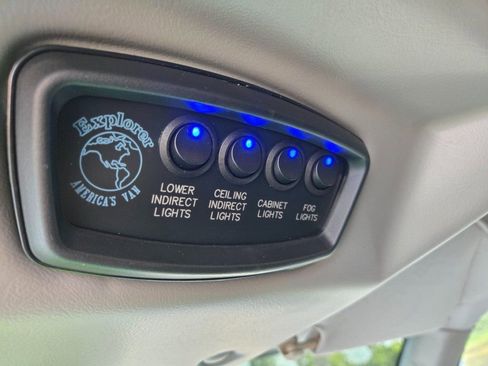 Explorer
AMERICA'S VAN
LOWER
INDIRECT
LIGHTS
CEILING
INDIRECT
LIGHTS
CABINET
LIGHTS
FOG
LIGHTS